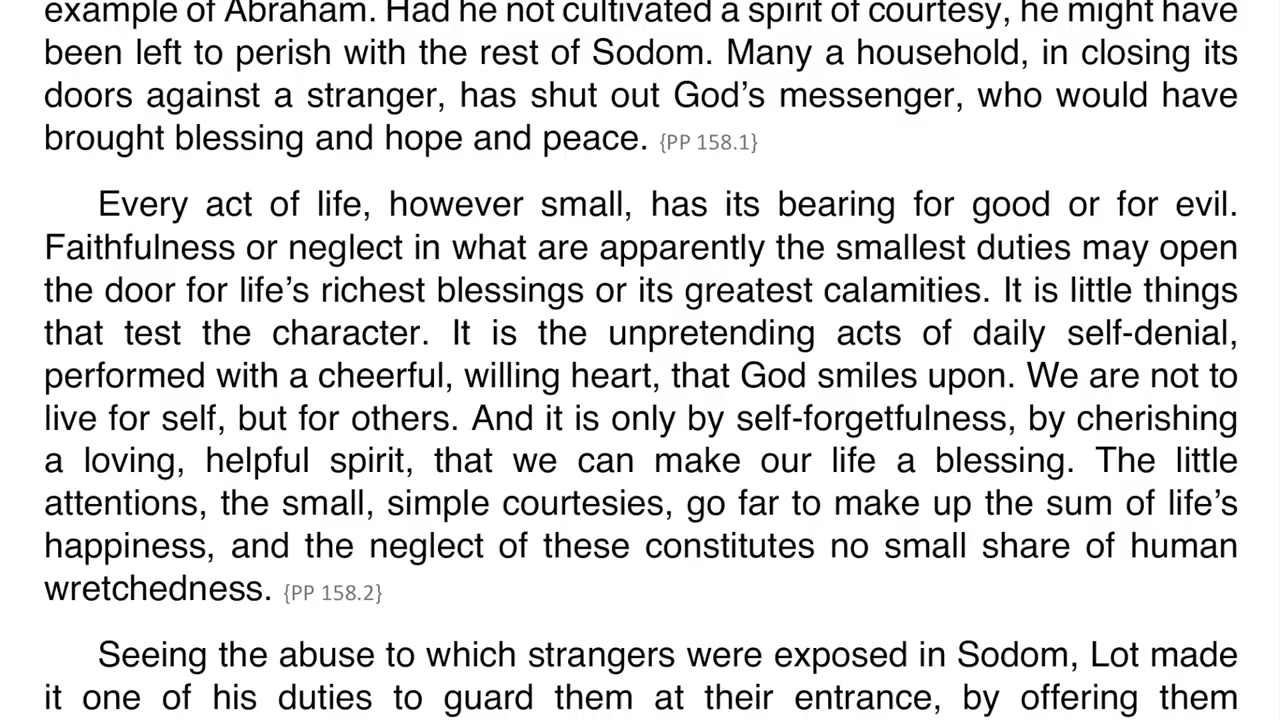 example of Abraham. Had he not cultivated a spirit of courtesy, he might have
been left to perish with the rest of Sodom. Many a household, in closing its
doors against a stranger, has shut out God’s messenger, who would have
brought blessing and hope and peace. {PP 158.1}
Every act of life, however small, has its bearing for good or for evil.
Faithfulness or neglect in what are apparently the smallest duties may open
the door for life’s richest blessings or its greatest calamities. It is little things
that test the character. It is the unpretending acts of daily self-denial,
performed with a cheerful, willing heart, that God smiles upon. We are not to
live for self, but for others. And it is only by self-forgetfulness, by cherishing
a loving, helpful spirit, that we can make our life a blessing. The little
attentions, the small, simple courtesies, go far to make up the sum of life’s
happiness, and the neglect of these constitutes no small share of human
wretchedness. {PP 158.2}
Seeing the abuse to which strangers were exposed in Sodom, Lot made
it one of his duties to guard them at their entrance, by offering them